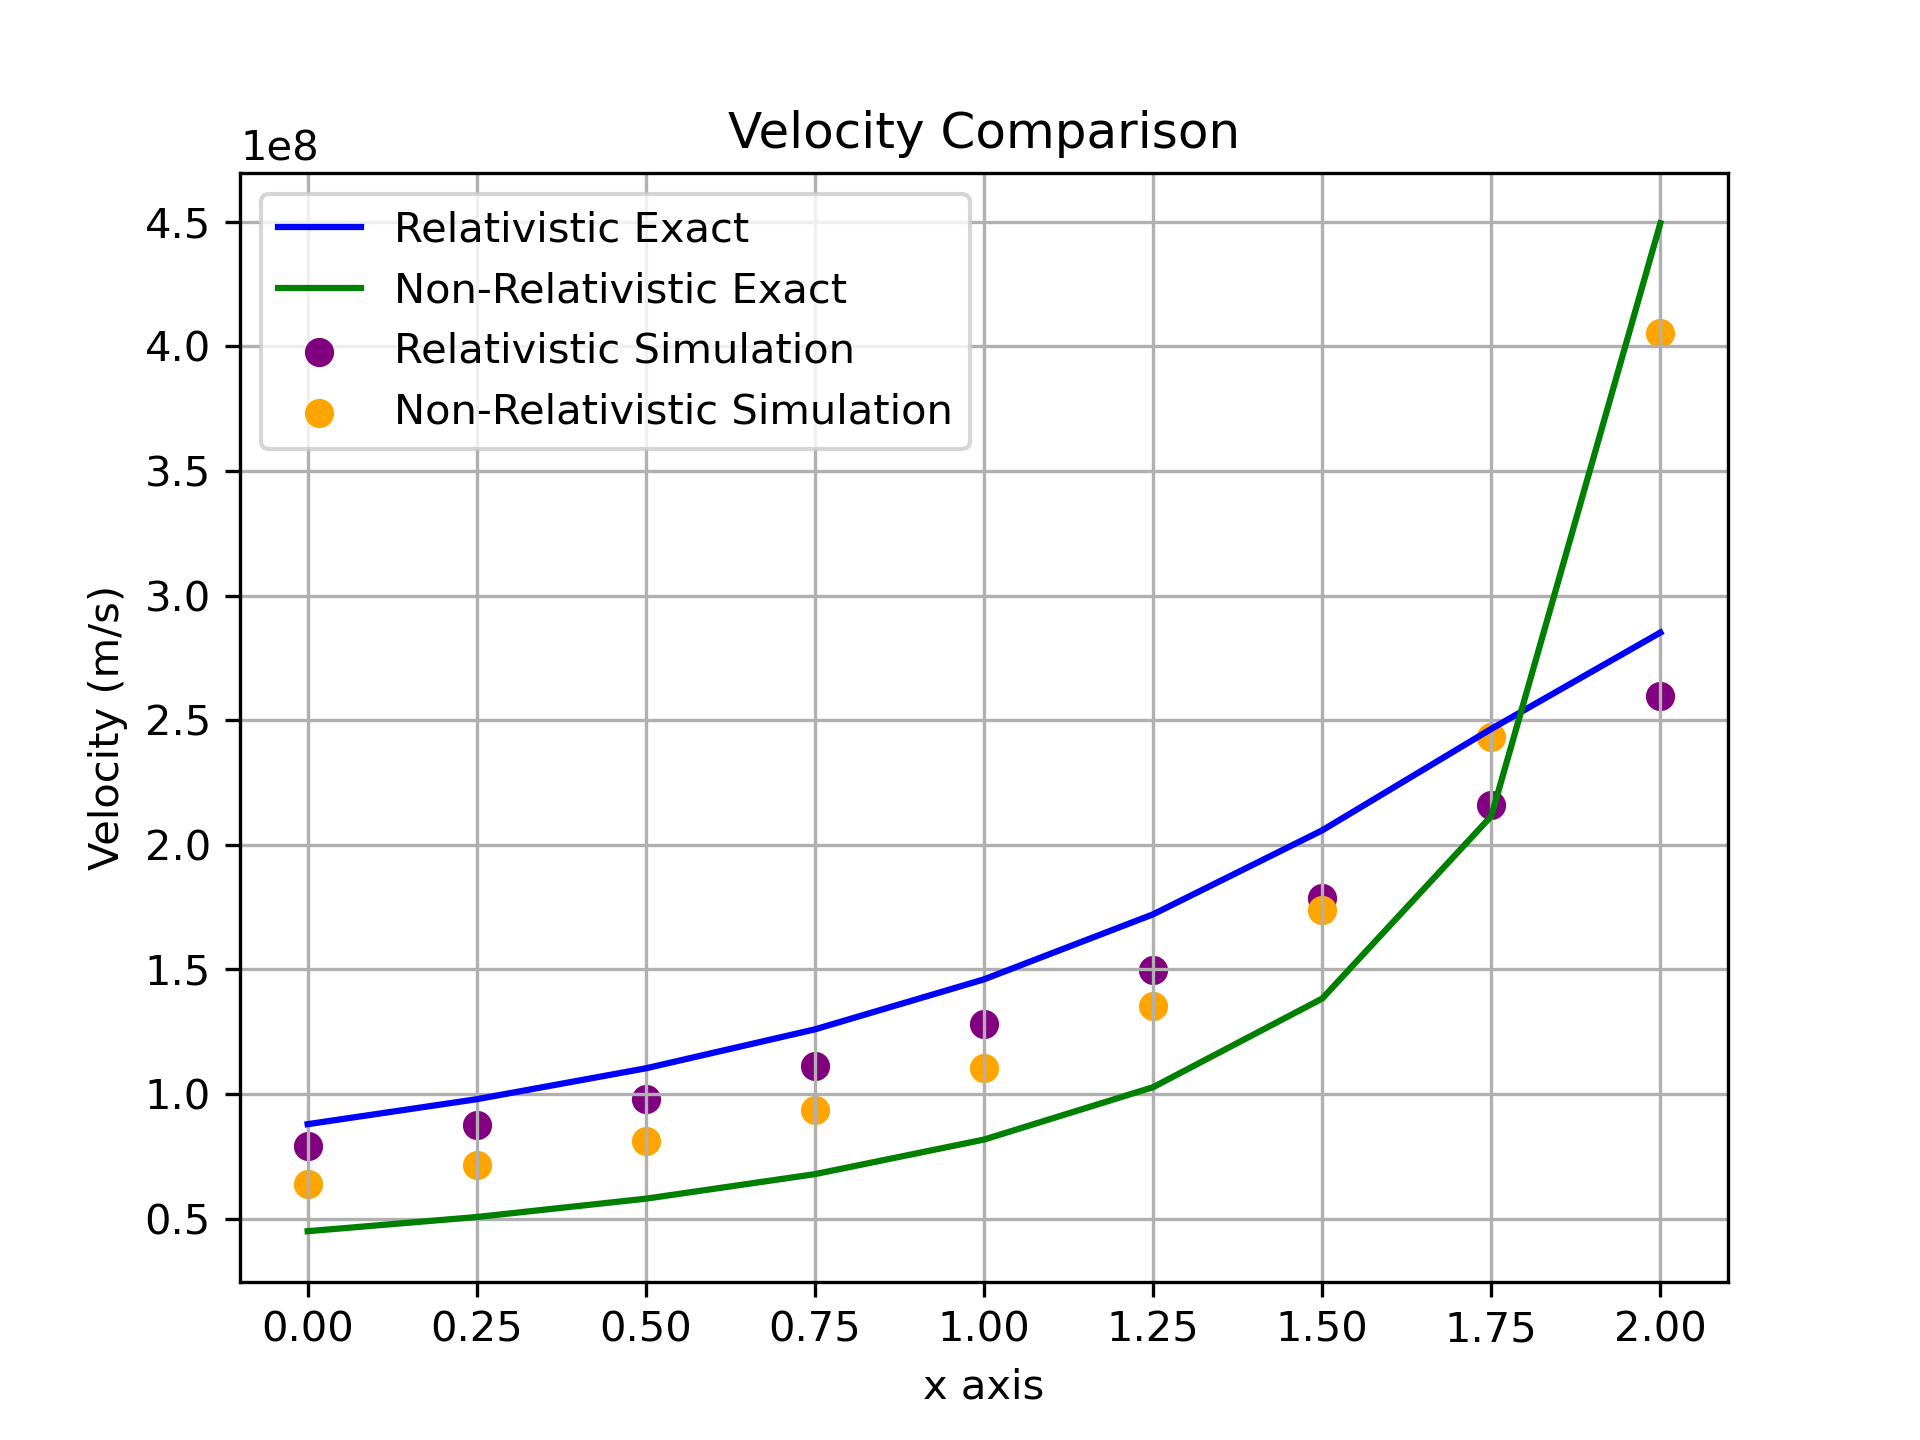 Velocity Comparison
1e8
Relativistic Exact
Non-Relativistic Exact
Relativistic Simulation
Non-Relativistic Simulation
4.5
4.0
3.5
3.0
2.5
2.0
1.5
1.0
0.5
Velocity (m/s)
0.00 0.25 0.50 0.75 1.00 1.25 1.50 1.75 2.00
x axis